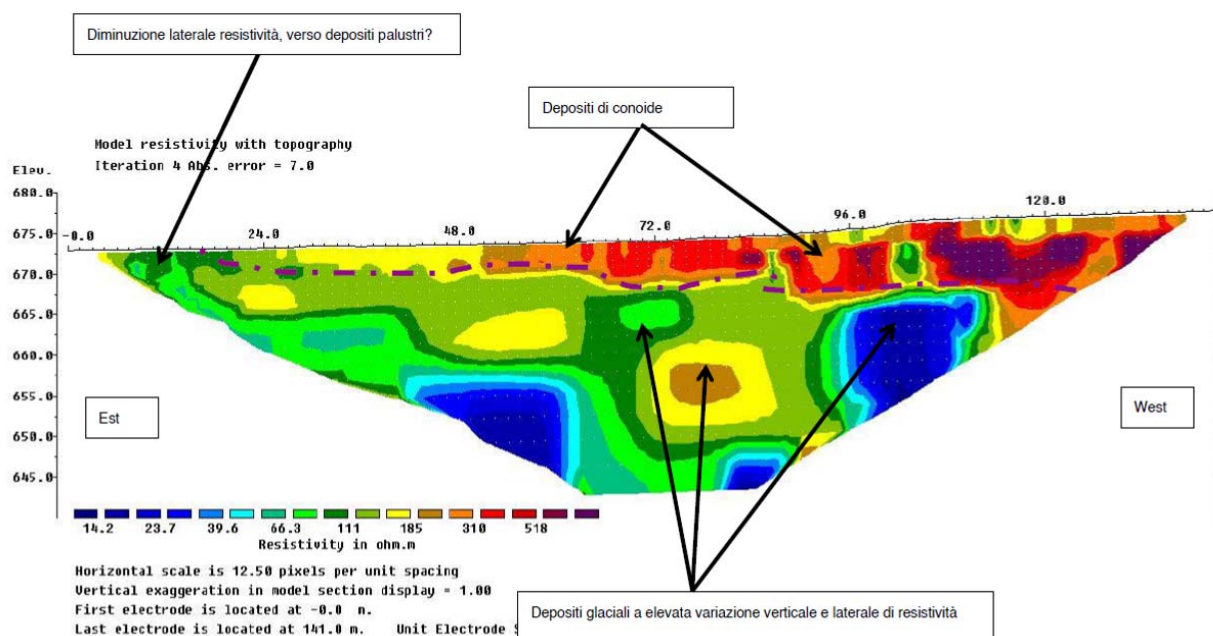 Diminuzione laterale resistività, verso depositi palustri?
Depositi di conoide
Model resistivity with topography
Iteration 4 Abs. error = 7.0
Elev.
680.0
675.0
670.0
665.0
660.0
655.0
650.0
645.0
-0.0
24.0
48.0
72.0
96.0
120.0
Est
West
14.2 23.7 39.6 66.3 111 185 310 518
Resistivity in ohm.m
Horizontal scale is 12.50 pixels per unit spacing
Vertical exaggeration in model section display = 1.00
First electrode is located at -0.0 m.
Last electrode is located at 141.0 m. Unit Electrode
Depositi glaciali a elevata variazione verticale e laterale di resistività